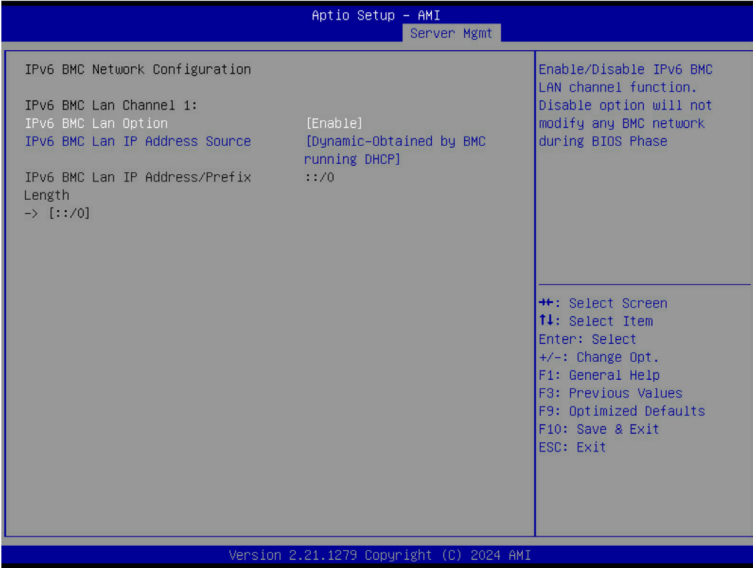 Aptio Setup – AMI
Server Mgmt
IPv6 BMC Network Configuration
IPv6 BMC Lan Channel 1:
IPv6 BMC Lan Option [Enable]
IPv6 BMC Lan IP Address Source [Dynamic-Obtained by BMC
running DHCP]
IPv6 BMC Lan IP Address/Prefix ::/0
Length
-> [::/0]
Enable/Disable IPv6 BMC
LAN channel function.
Disable option will not
modify any BMC network
during BIOS Phase
→←: Select Screen
↑↓: Select Item
Enter: Select
+/-: Change Opt.
F1: General Help
F3: Previous Values
F9: Optimized Defaults
F10: Save & Exit
ESC: Exit
Version 2.21.1279 Copyright (C) 2024 AMI